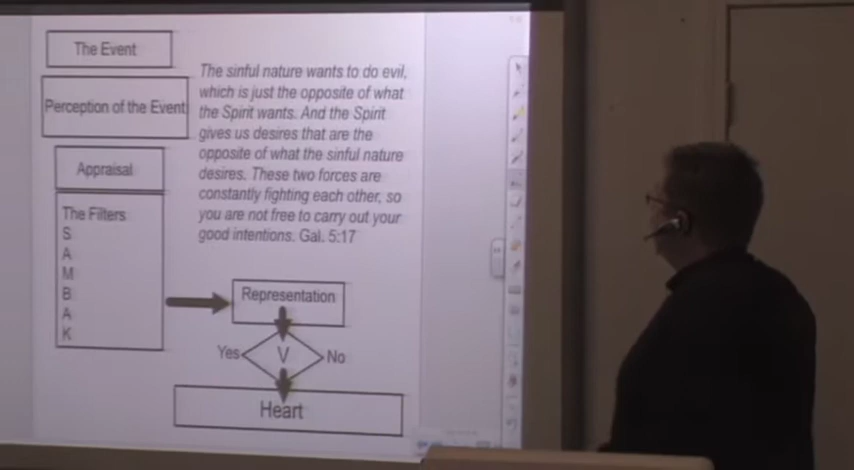 The Event
Perception of the Event
Appraisal
The Filters
S
A
M
B
A
K
The sinful nature wants to do evil,
which is just the opposite of what
the Spirit wants. And the Spirit
gives us desires that are the
opposite of what the sinful nature
desires. These two forces are
constantly fighting each other, so
you are not free to carry out your
good intentions. Gal. 5:17
Representation
Yes V No
Heart